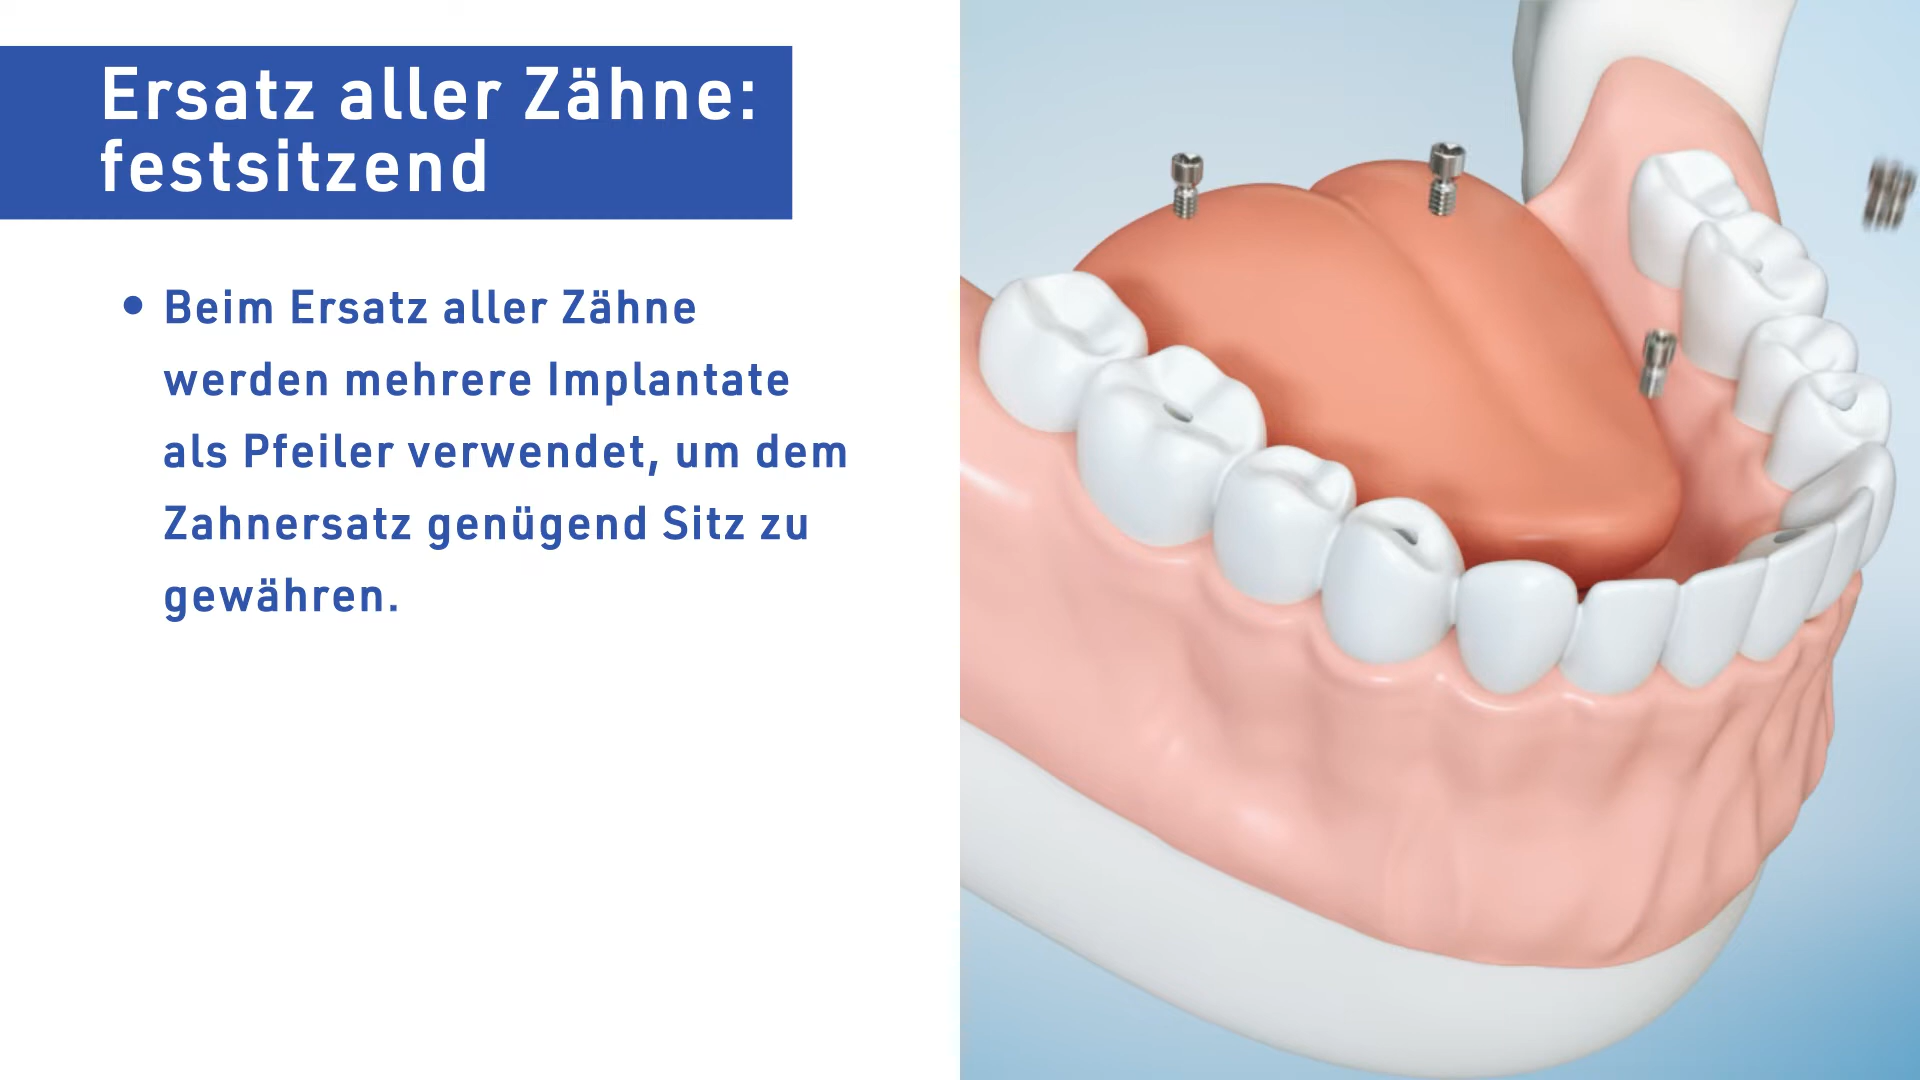 Ersatz aller Zähne:
festsitzend
• Beim Ersatz aller Zähne
werden mehrere Implantate
als Pfeiler verwendet, um dem
Zahnersatz genügend Sitz zu
gewähren.